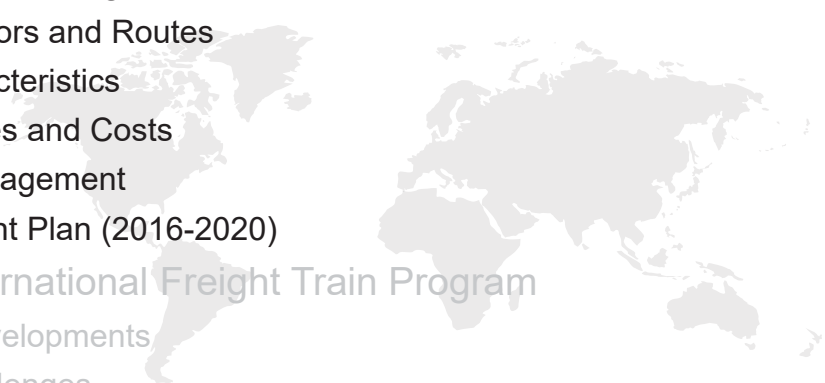 ors and Routes
cteristics
s and Costs
agement
nt Plan (2016-2020)
rnational Freight Train Program
elopments